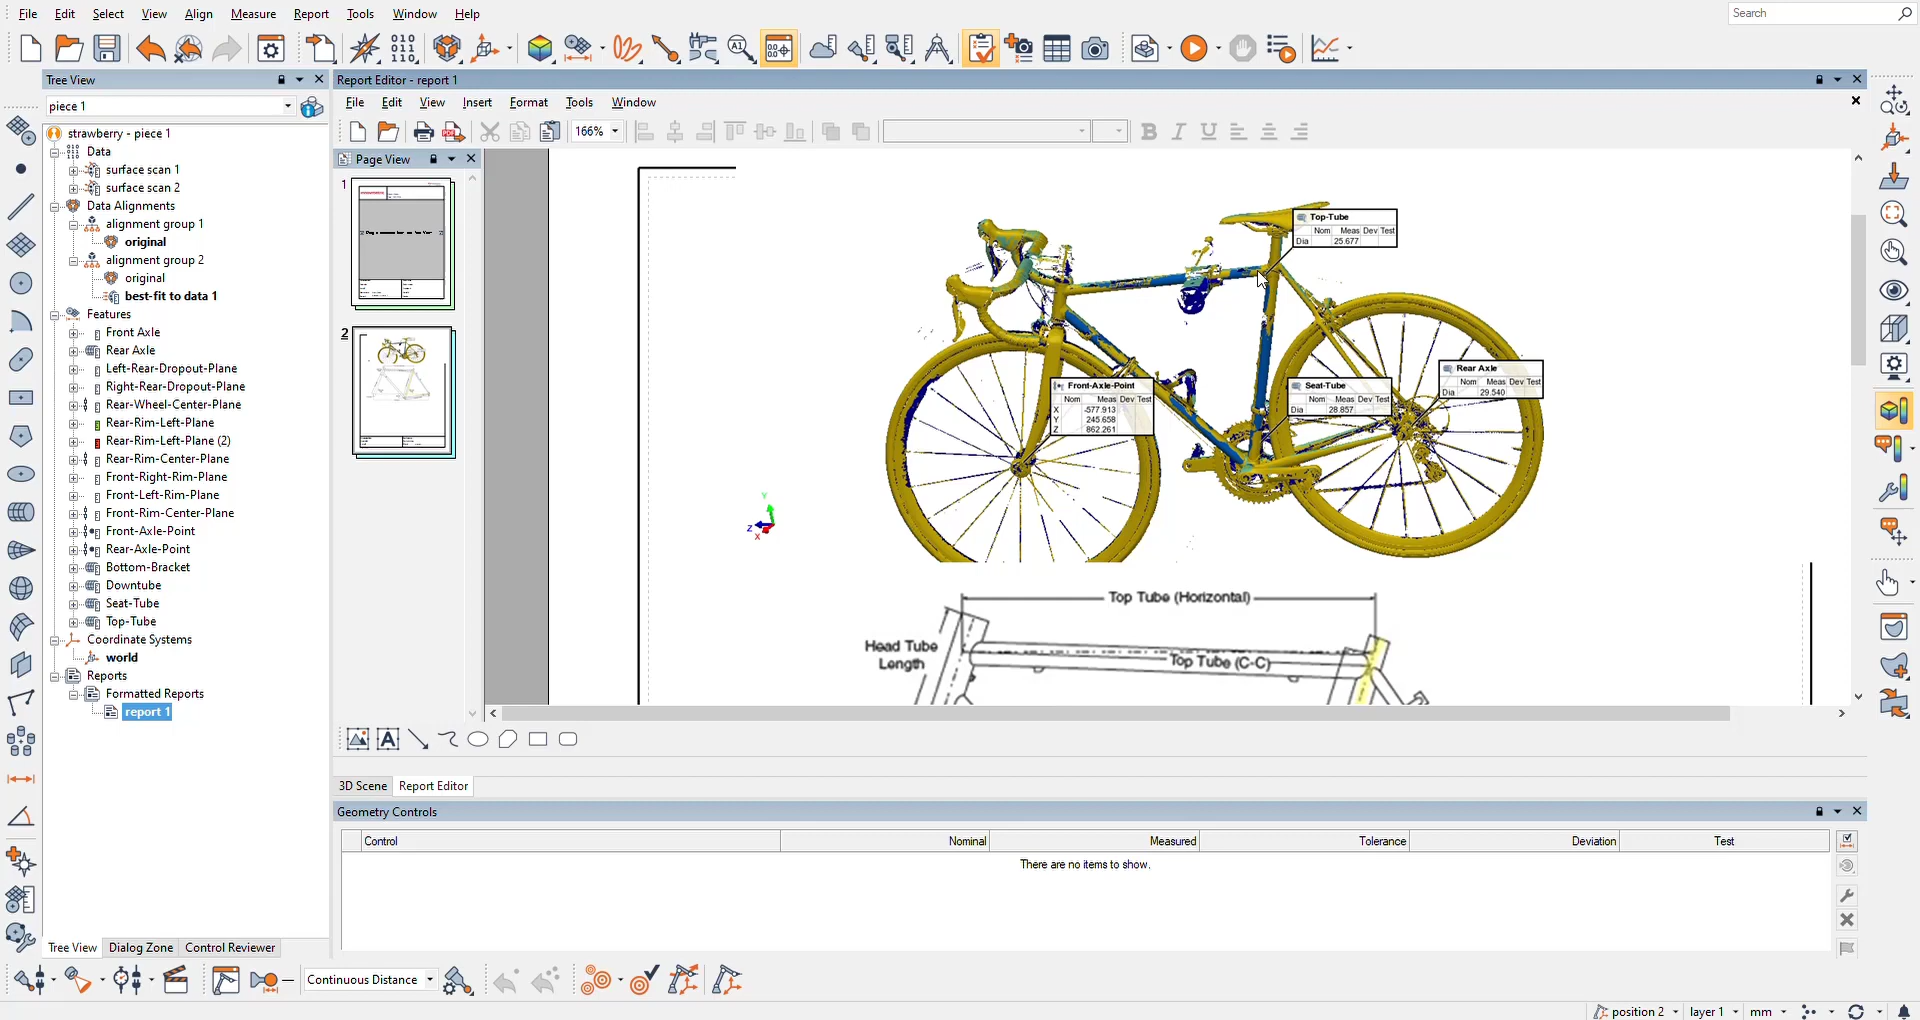 File Edit Select View Align Measure Report Tools Window Help
Search
Tree View
piece 1
strawberry - piece 1
Data
surface scan 1
surface scan 2
Data Alignments
alignment group 1
original
alignment group 2
original
best-fit to data 1
Features
Front Axle
Rear Axle
Left-Rear-Dropout-Plane
Right-Rear-Dropout-Plane
Rear-Wheel-Center-Plane
Rear-Rim-Left-Plane
Rear-Rim-Left-Plane (2)
Rear-Rim-Center-Plane
Front-Right-Rim-Plane
Front-Left-Rim-Plane
Front-Rim-Center-Plane
Front-Axle-Point
Rear-Axle-Point
Bottom-Bracket
Downtube
Seat-Tube
Top-Tube
Coordinate Systems
world
Reports
Formatted Reports
report 1
Tree View Dialog Zone Control Reviewer
Report Editor - report 1
File Edit View Insert Format Tools Window
166%
B I U
Page View
1
2
Top-Tube
Nom Meas Dev Test
Dia 25.677
Front-Axle-Point
Nom Meas Dev Test
X -577.913
Y 245.658
Z 862.261
Seat-Tube
Nom Meas Dev Test
Dia 28.857
Rear Axle
Nom Meas Dev Test
Dia 29.540
Y
Z
X
Top Tube (Horizontal)
Head Tube
Length
Top Tube (C-C)
3D Scene Report Editor
Geometry Controls
Control Nominal Measured Tolerance Deviation Test
There are no items to show.
Continuous Distance
position 2 layer 1 mm